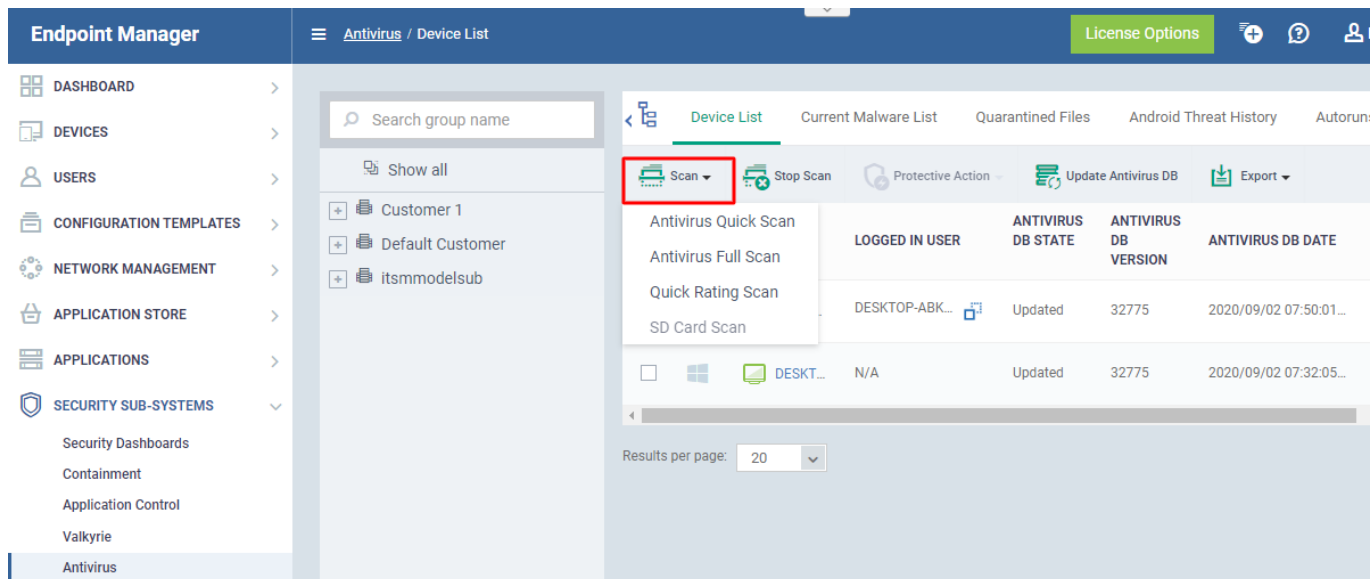 Endpoint Manager
Antivirus / Device List
License Options
DASHBOARD
DEVICES
USERS
CONFIGURATION TEMPLATES
NETWORK MANAGEMENT
APPLICATION STORE
APPLICATIONS
SECURITY SUB-SYSTEMS
Security Dashboards
Containment
Application Control
Valkyrie
Antivirus
Search group name
Show all
Customer 1
Default Customer
itsmmodelsub
Device List Current Malware List Quarantined Files Android Threat History Autoruns
Scan Stop Scan Protective Action Update Antivirus DB Export
Antivirus Quick Scan
Antivirus Full Scan
Quick Rating Scan
SD Card Scan
LOGGED IN USER ANTIVIRUS DB STATE ANTIVIRUS DB VERSION ANTIVIRUS DB DATE
DESKTOP-ABK... Updated 32775 2020/09/02 07:50:01...
DESKT... N/A Updated 32775 2020/09/02 07:32:05...
Results per page: 20